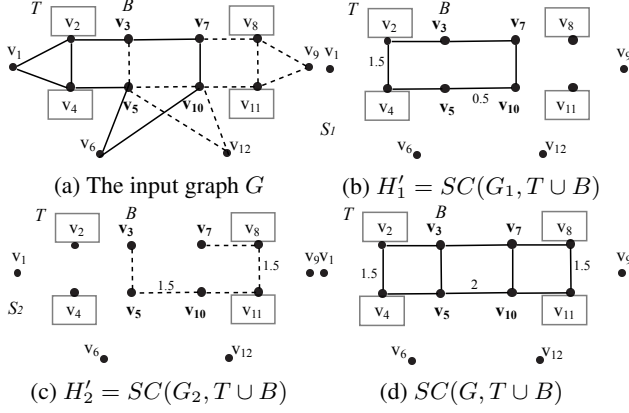 T B
v2 v3 v7 v8
v1 v9
v4 v5 v10 v11
v6 v12
(a) The input graph G
T B
v2 v3 v7 v8
v1 1.5 v9
v4 v5 0.5 v10 v11
S1
v6 v12
(b) H′1 = SC(G1, T ∪ B)
T B
v2 v3 v7 v8
v1 1.5 v9
S2 v4 v5 1.5 v10 v11
v6 v12
(c) H′2 = SC(G2, T ∪ B)
T B
v2 v3 v7 v8
v1 1.5 1.5 v9
v4 v5 2 v10 v11
v6 v12
(d) SC(G, T ∪ B)